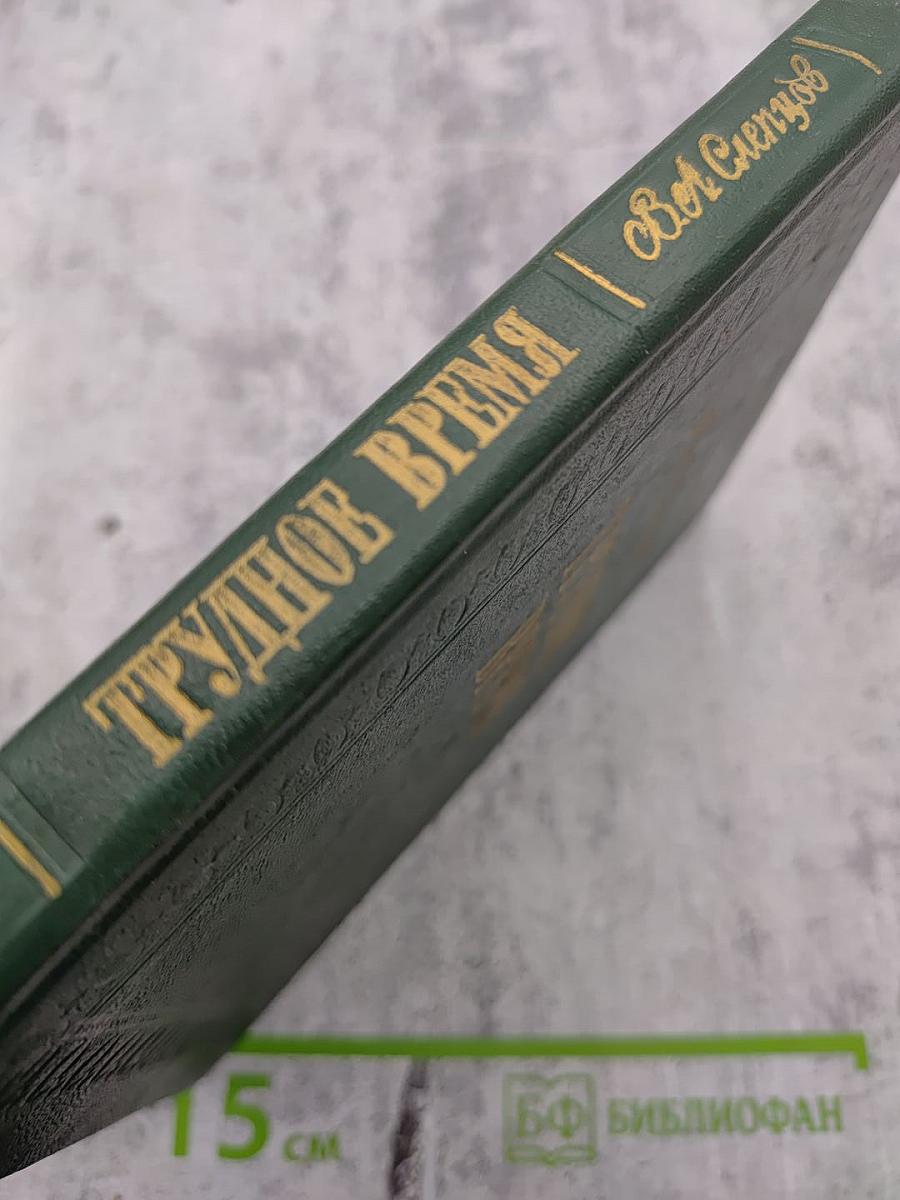 В.А Слепцов
ТРУДНОЕ ВРЕМЯ
15 см
БФ БИБЛИОФАН